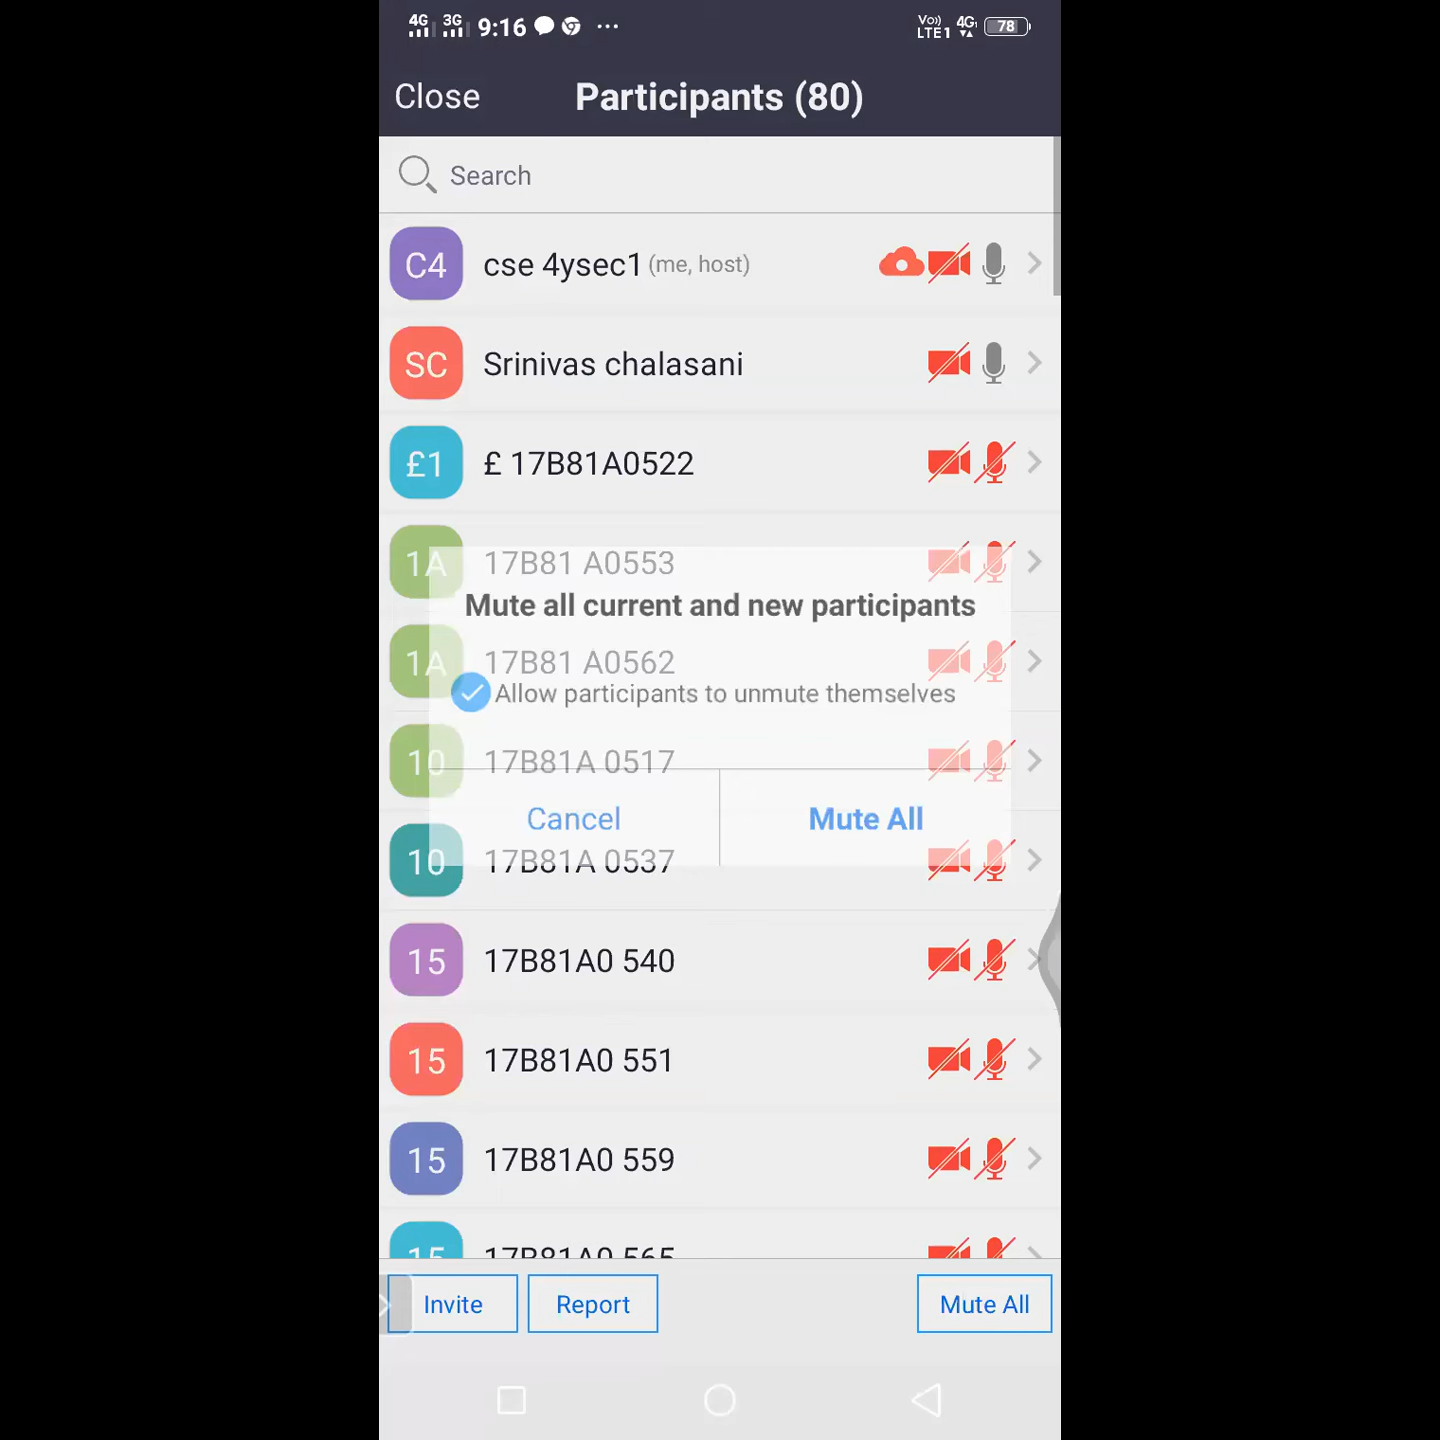 4G 3G 9:16 ... Vo)) LTE1 4G 78
Close Participants (80)
Search
C4 cse 4ysec1 (me, host)
SC Srinivas chalasani
£1 £ 17B81A0522
1A 17B81 A0553
Mute all current and new participants
1A 17B81 A0562
Allow participants to unmute themselves
10 17B81A 0517
Cancel Mute All
10 17B81A 0537
15 17B81A0 540
15 17B81A0 551
15 17B81A0 559
15 17B81A0 565
Invite Report Mute All